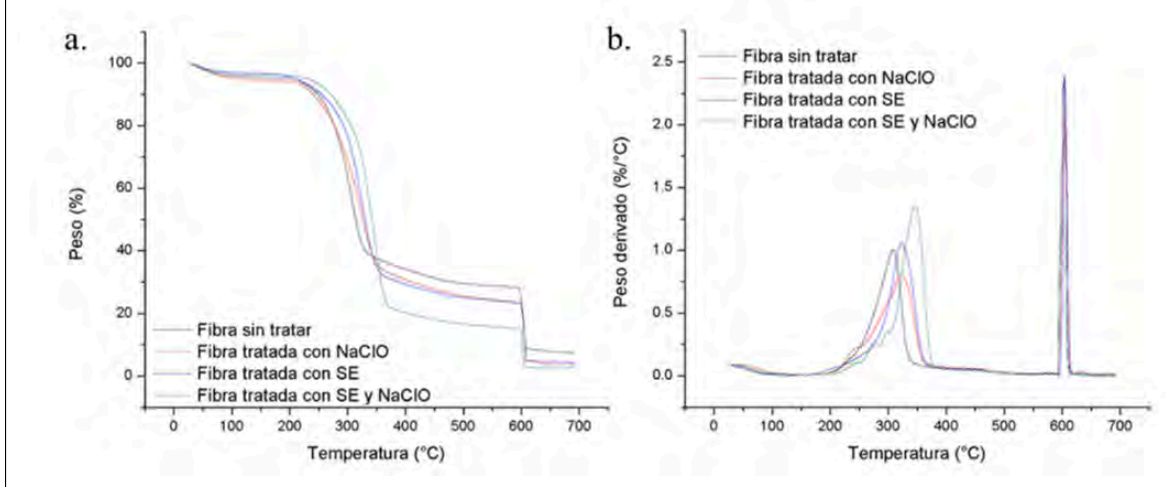 a.
100
80
60
40
20
0
Peso (%)
Fibra sin tratar
Fibra tratada con NaClO
Fibra tratada con SE
Fibra tratada con SE y NaClO
0 100 200 300 400 500 600 700
Temperatura (°C)
b.
2.5
2.0
1.5
1.0
0.5
0.0
Peso derivado (%/°C)
Fibra sin tratar
Fibra tratada con NaClO
Fibra tratada con SE
Fibra tratada con SE y NaClO
0 100 200 300 400 500 600 700
Temperatura (°C)